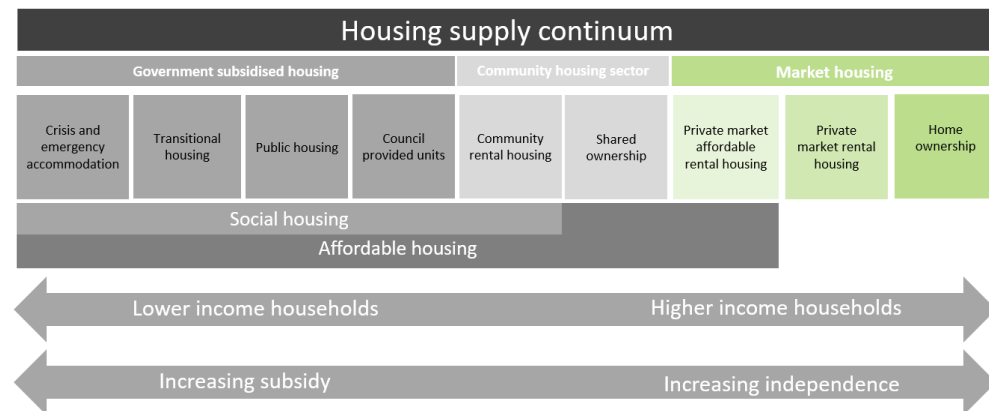 Housing supply continuum
Government subsidised housing
Community housing sector
Market housing
Crisis and
emergency
accommodation
Transitional
housing
Public housing
Council
provided units
Community
rental housing
Shared
ownership
Private market
affordable
rental housing
Private
market rental
housing
Home
ownership
Social housing
Affordable housing
Lower income households
Higher income households
Increasing subsidy
Increasing independence